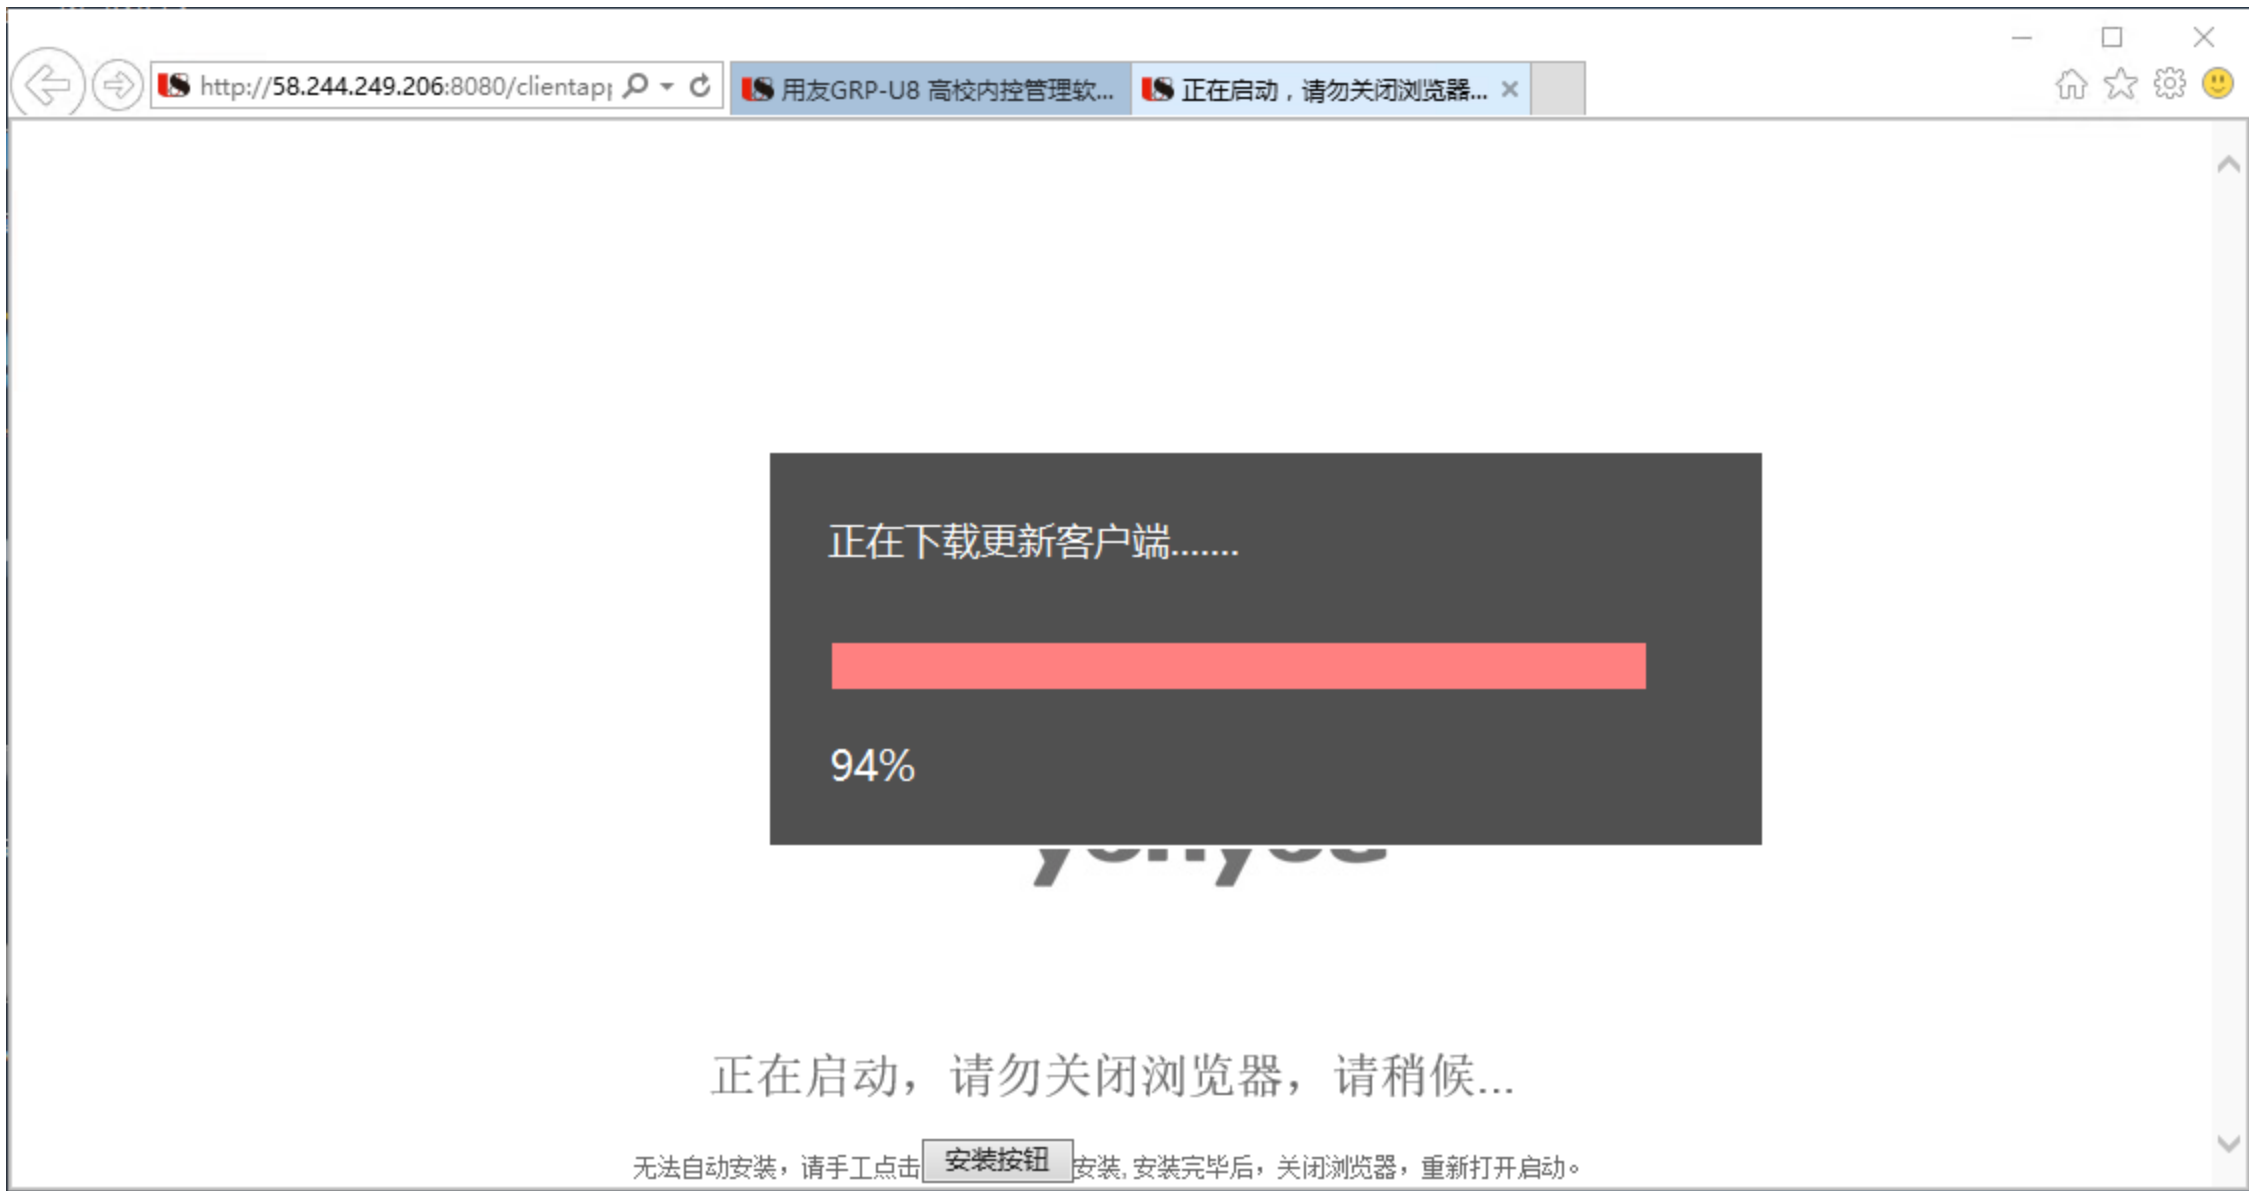 http://58.244.249.206:8080/clientap
用友GRP-U8 高校内控管理软...
正在启动，请勿关闭浏览器...
正在下载更新客户端.......
94%
正在启动，请勿关闭浏览器，请稍候...
无法自动安装，请手工点击 安装按钮 安装,安装完毕后，关闭浏览器，重新打开启动。